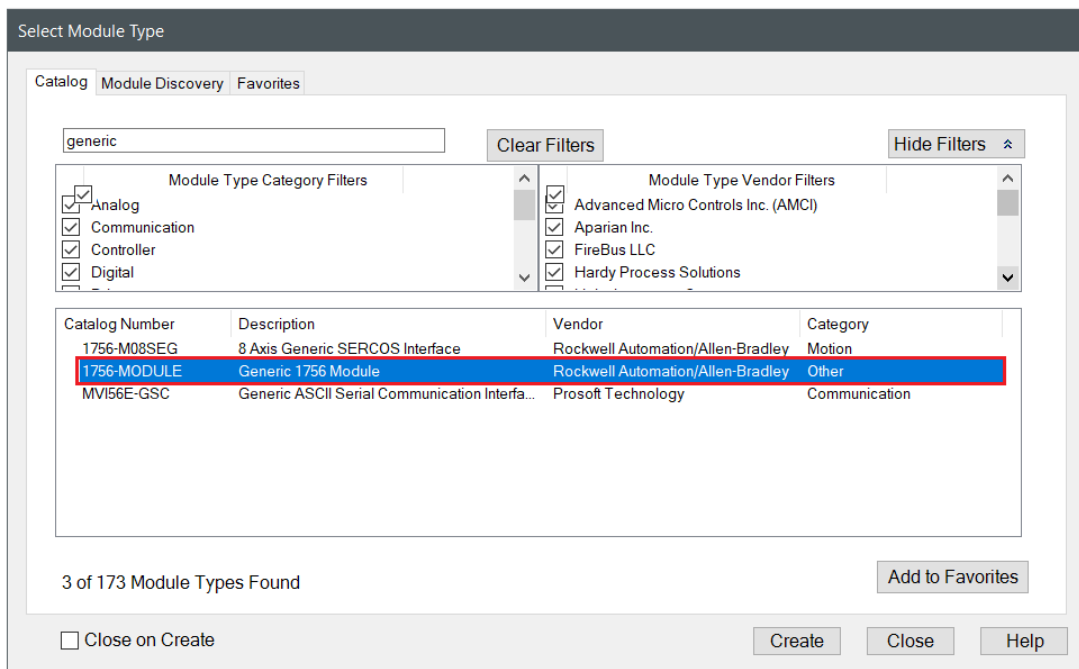 Select Module Type
Catalog Module Discovery Favorites
generic Clear Filters Hide Filters
Module Type Category Filters Module Type Vendor Filters
Analog Advanced Micro Controls Inc. (AMCI)
Communication Aparian Inc.
Controller FireBus LLC
Digital Hardy Process Solutions
Catalog Number Description Vendor Category
1756-M08SEG 8 Axis Generic SERCOS Interface Rockwell Automation/Allen-Bradley Motion
1756-MODULE Generic 1756 Module Rockwell Automation/Allen-Bradley Other
MVI56E-GSC Generic ASCII Serial Communication Interfa... Prosoft Technology Communication
3 of 173 Module Types Found Add to Favorites
Close on Create Create Close Help